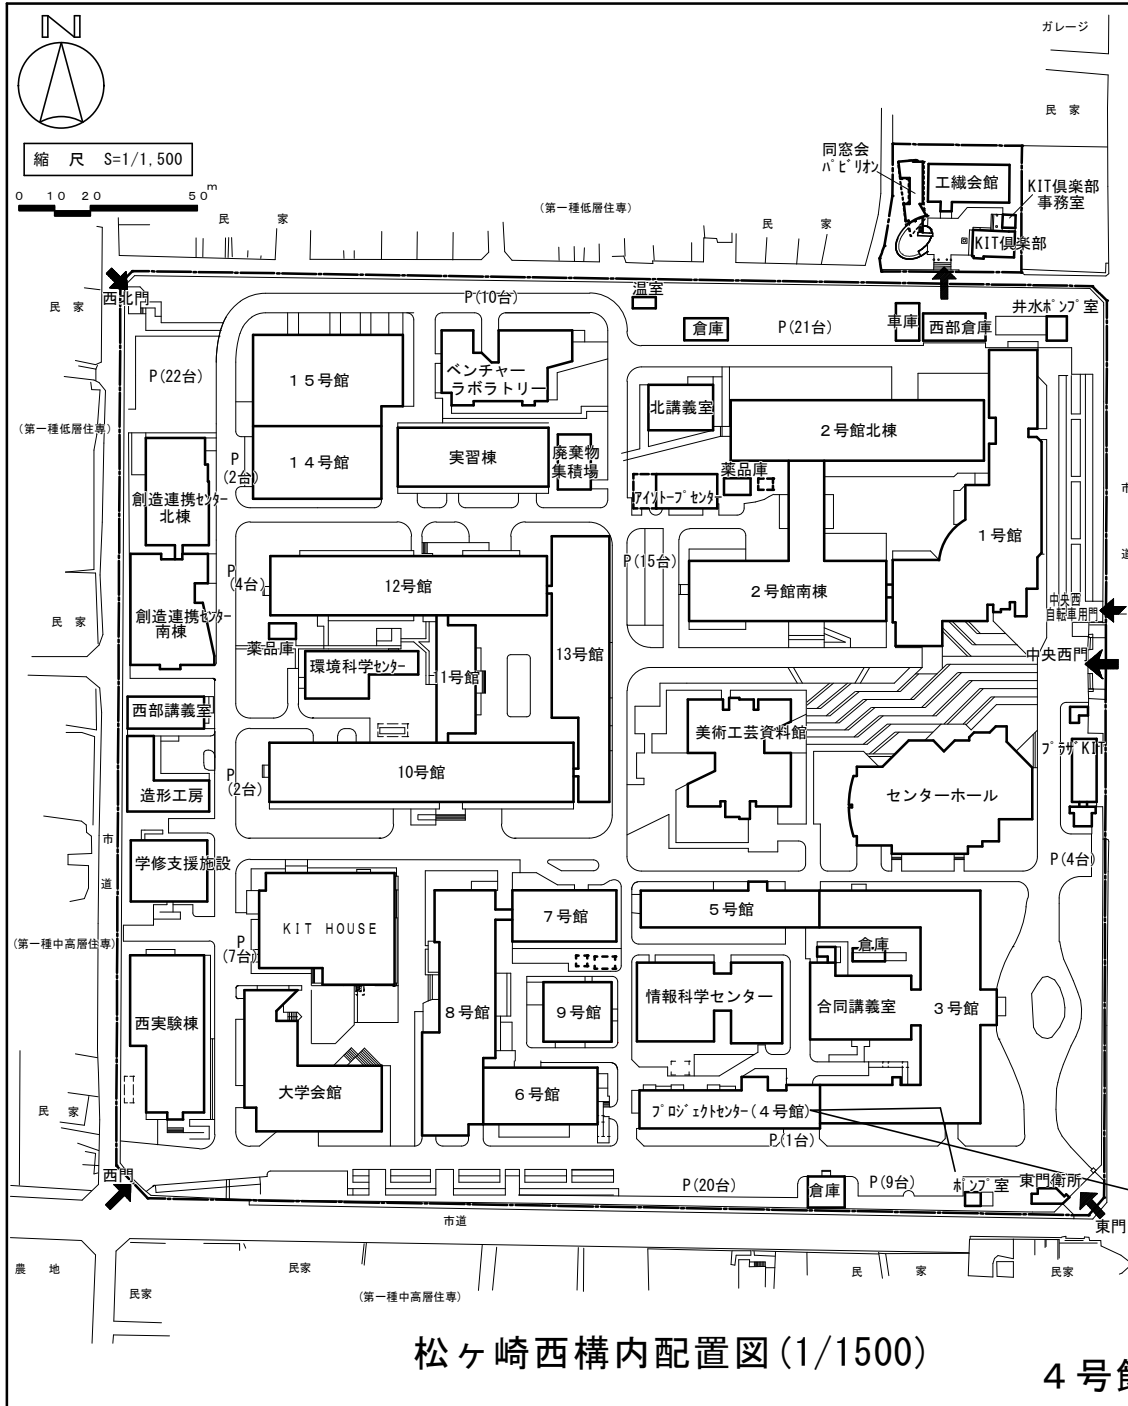 N
ガレージ
民 家
縮 尺 S=1/1,500
0 10 20 50m
同窓会
パビリオン
工繊会館
KIT倶楽部
事務室
KIT倶楽部
民 家
(第一種低層住専)
民 家
西北門
民 家
P(10台)
温室
倉庫
P(21台)
車庫
西部倉庫
井水ポンプ室
P(22台)
15号館
ベンチャー
ラボラトリー
北講義室
2号館北棟
(第一種低層住専)
14号館
P
(2台)
実習棟
廃棄物
集積場
薬品庫
アイソトープセンター
創造連携センター
北棟
市
道
1号館
P
(4台)
12号館
P(15台)
2号館南棟
中央西
自転車用門
創造連携センター
南棟
民 家
薬品庫
環境科学センター
11号館
13号館
中央西門
西部講義室
美術工芸資料館
プラザKIT
P
(2台)
10号館
造形工房
センターホール
市
道
学修支援施設
P(4台)
KIT HOUSE
7号館
5号館
(第一種中高層住専)
P
(7台)
倉庫
西実験棟
8号館
9号館
情報科学センター
合同講義室
3号館
大学会館
6号館
プロジェクトセンター(4号館)
民 家
P(1台)
西門
P(20台)
倉庫
P(9台)
ポンプ室
東門衛所
東門
市道
農 地
民家
民 家
民家
民家
(第一種中高層住専)
松ヶ崎西構内配置図(1/1500)
4号館